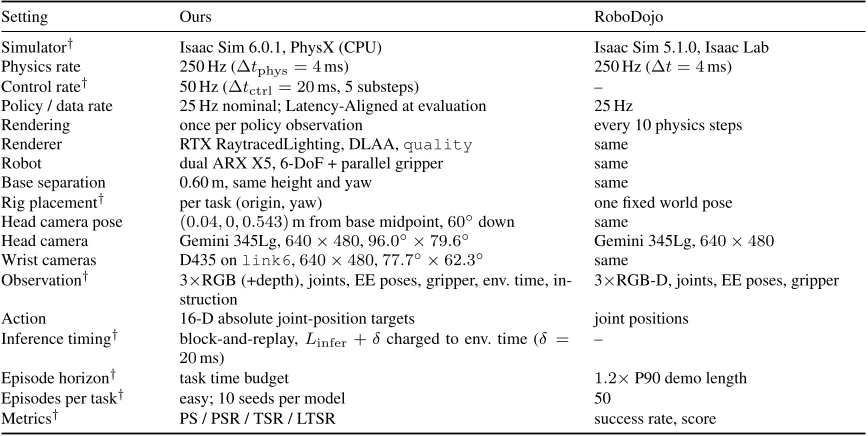 Setting Ours RoboDojo
Simulator† Isaac Sim 6.0.1, PhysX (CPU) Isaac Sim 5.1.0, Isaac Lab
Physics rate 250 Hz (Δt_phys = 4 ms) 250 Hz (Δt = 4 ms)
Control rate† 50 Hz (Δt_ctrl = 20 ms, 5 substeps) –
Policy / data rate 25 Hz nominal; Latency-Aligned at evaluation 25 Hz
Rendering once per policy observation every 10 physics steps
Renderer RTX RaytracedLighting, DLAA, quality same
Robot dual ARX X5, 6-DoF + parallel gripper same
Base separation 0.60 m, same height and yaw same
Rig placement† per task (origin, yaw) one fixed world pose
Head camera pose (0.04, 0, 0.543) m from base midpoint, 60° down same
Head camera Gemini 345Lg, 640 × 480, 96.0° × 79.6° Gemini 345Lg, 640 × 480
Wrist cameras D435 on link6, 640 × 480, 77.7° × 62.3° same
Observation† 3×RGB (+depth), joints, EE poses, gripper, env. time, in- 3×RGB-D, joints, EE poses, gripper
struction
Action 16-D absolute joint-position targets joint positions
Inference timing† block-and-replay, L_infer + δ charged to env. time (δ = –
20 ms)
Episode horizon† task time budget 1.2× P90 demo length
Episodes per task† easy; 10 seeds per model 50
Metrics† PS / PSR / TSR / LTSR success rate, score